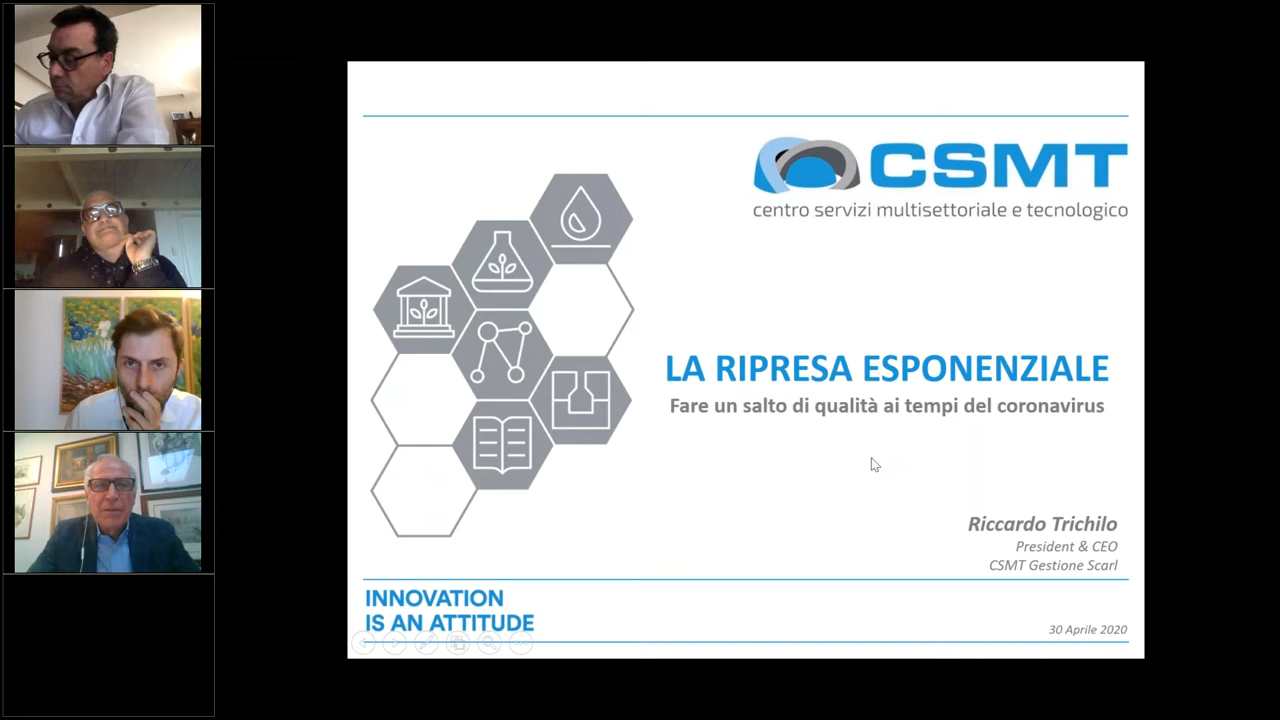 CSMT
centro servizi multisettoriale e tecnologico
LA RIPRESA ESPONENZIALE
Fare un salto di qualità ai tempi del coronavirus
Riccardo Trichilo
President & CEO
CSMT Gestione Scarl
INNOVATION
IS AN ATTITUDE
30 Aprile 2020